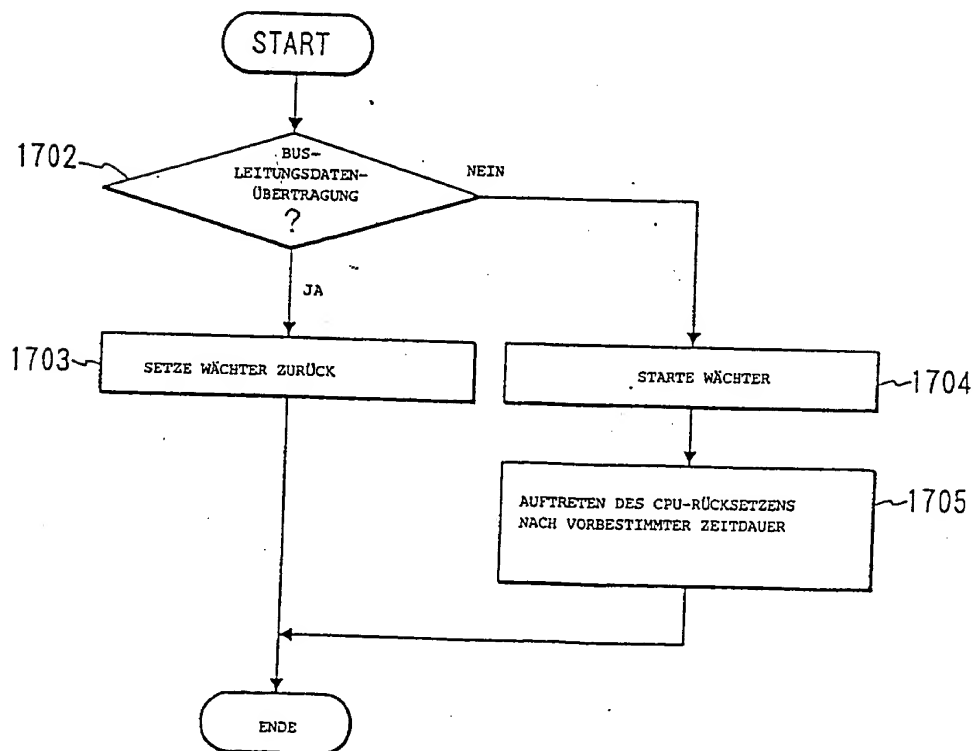 START
1702
BUS-
LEITUNGSDATEN-
ÜBERTRAGUNG
?
NEIN
JA
1703
SETZE WÄCHTER ZURÜCK
STARTE WÄCHTER
1704
AUFTRETEN DES CPU-RÜCKSETZENS
NACH VORBESTIMMTER ZEITDAUER
1705
ENDE